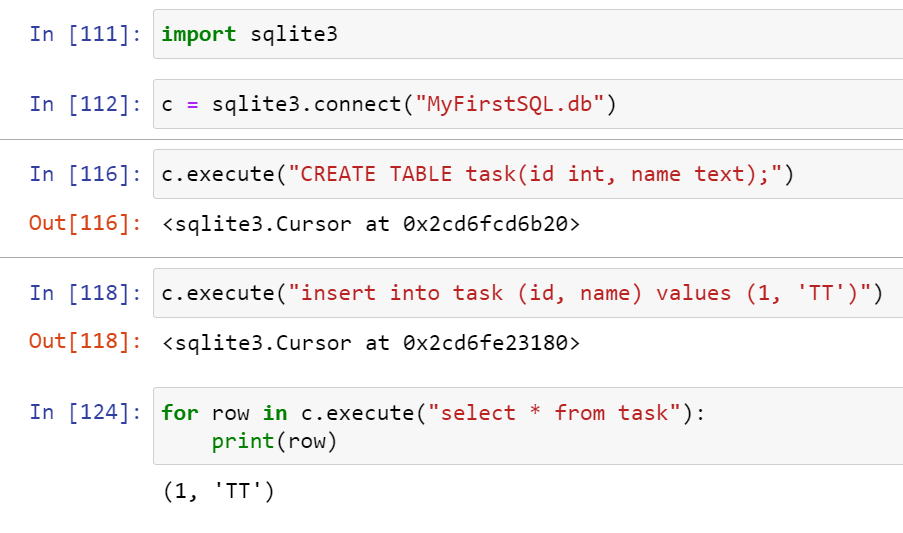 In [111]: import sqlite3
In [112]: c = sqlite3.connect("MyFirstSQL.db")
In [116]: c.execute("CREATE TABLE task(id int, name text);")
Out[116]: <sqlite3.Cursor at 0x2cd6fcd6b20>
In [118]: c.execute("insert into task (id, name) values (1, 'TT')")
Out[118]: <sqlite3.Cursor at 0x2cd6fe23180>
In [124]: for row in c.execute("select * from task"):
    print(row)
(1, 'TT')